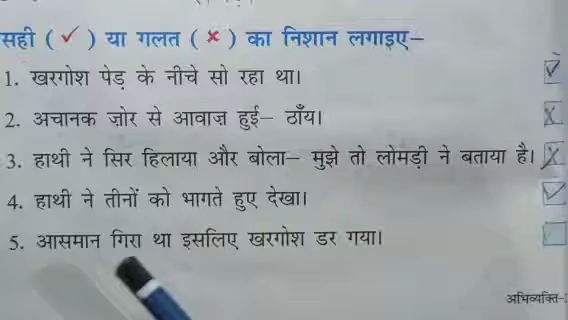 सही ( ✓ ) या गलत ( × ) का निशान लगाइए–
1. खरगोश पेड़ के नीचे सो रहा था। ✓
2. अचानक ज़ोर से आवाज़ हुई– ठाँय। ×
3. हाथी ने सिर हिलाया और बोला– मुझे तो लोमड़ी ने बताया है। ×
4. हाथी ने तीनों को भागते हुए देखा। ✓
5. आसमान गिरा था इसलिए खरगोश डर गया।
अभिव्यक्ति-